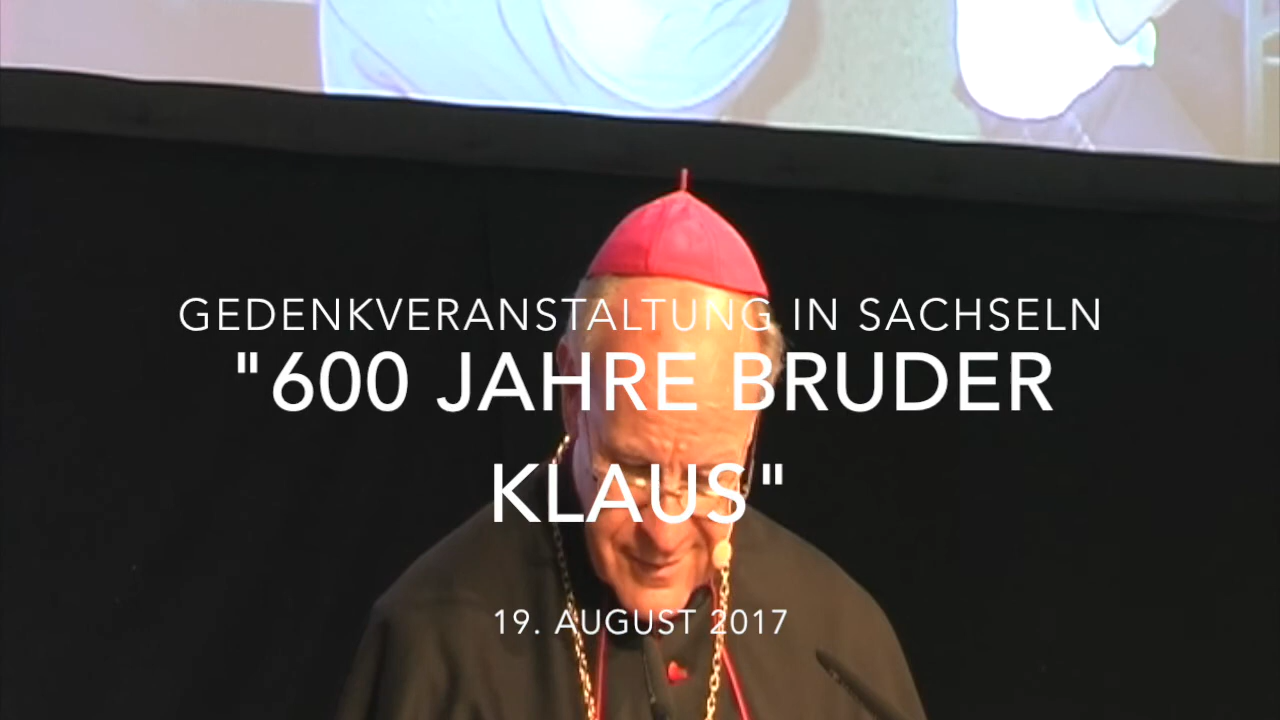 GEDENKVERANSTALTUNG IN SACHSELN
"600 JAHRE BRUDER
KLAUS"
19. AUGUST 2017